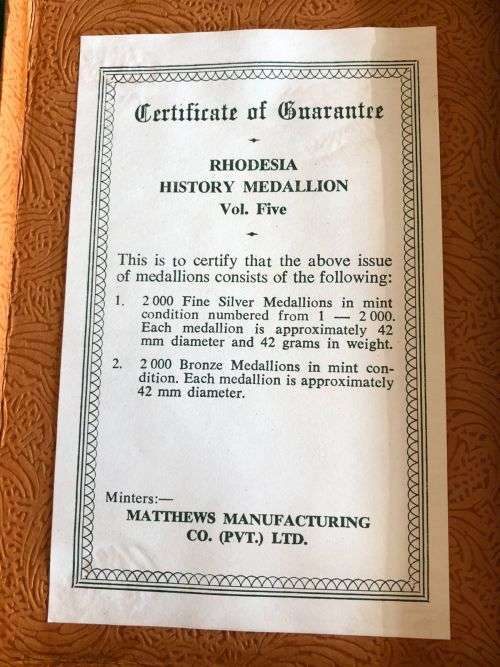 Certificate of Guarantee
RHODESIA
HISTORY MEDALLION
Vol. Five
This is to certify that the above issue
of medallions consists of the following:
1. 2 000 Fine Silver Medallions in mint
condition numbered from 1 — 2 000.
Each medallion is approximately 42
mm diameter and 42 grams in weight.
2. 2 000 Bronze Medallions in mint con-
dition. Each medallion is approximately
42 mm diameter.
Minters:—
MATTHEWS MANUFACTURING
CO. (PVT.) LTD.